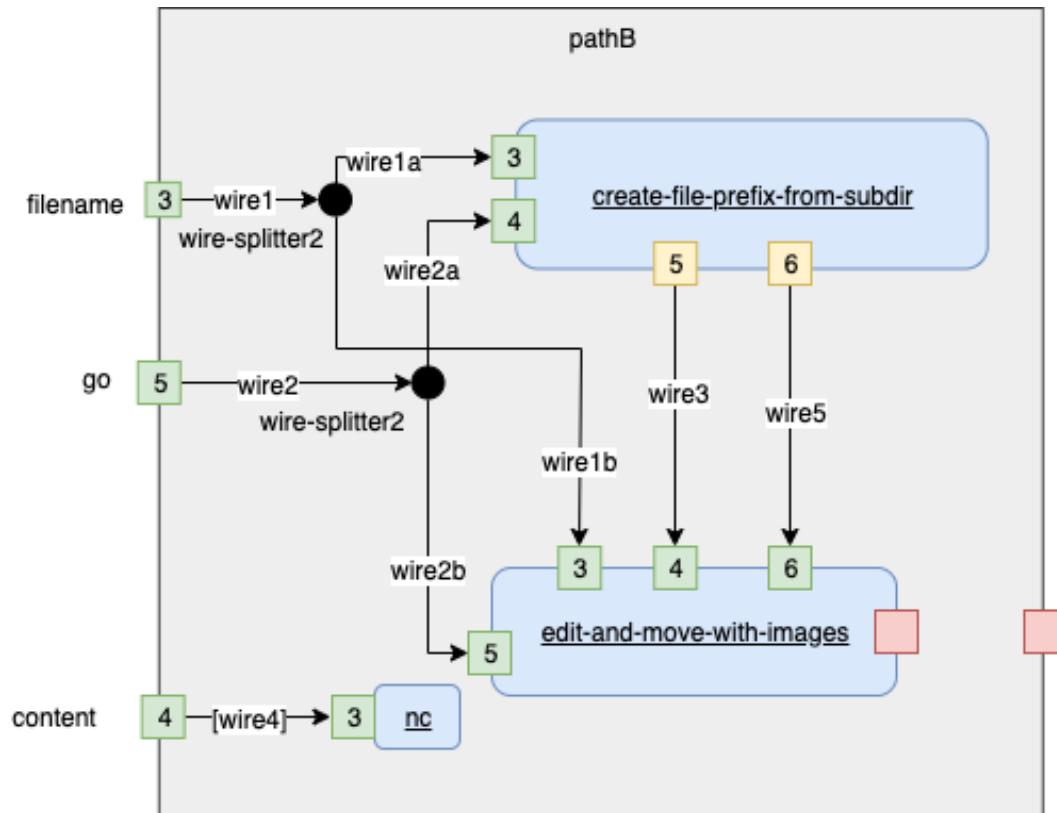 pathB
wire1a
3
create-file-prefix-from-subdir
filename
3
wire1
wire-splitter2
4
wire2a
5
6
go
5
wire2
wire-splitter2
wire3
wire5
wire1b
wire2b
3
4
6
edit-and-move-with-images
5
content
4
[wire4]
3
nc